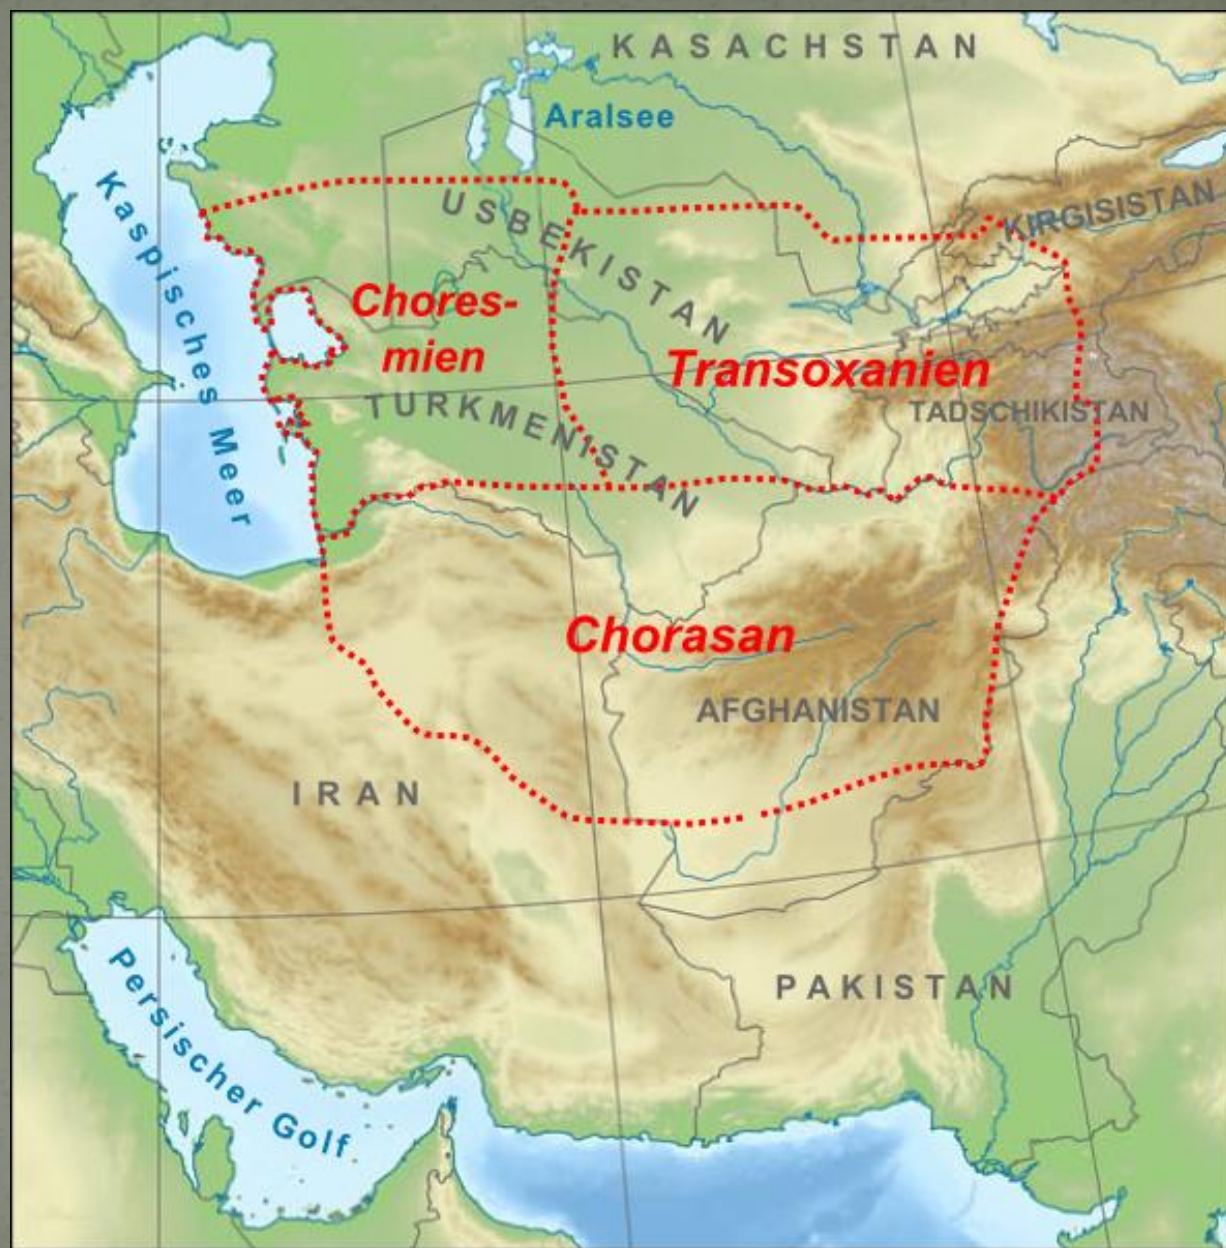 KASACHSTAN
Aralsee
Kaspisches Meer
USBEKISTAN
KIRGISISTAN
Chores-
mien
Transoxanien
TURKMENISTAN
TADSCHIKISTAN
Chorasan
AFGHANISTAN
IRAN
PAKISTAN
Persischer Golf